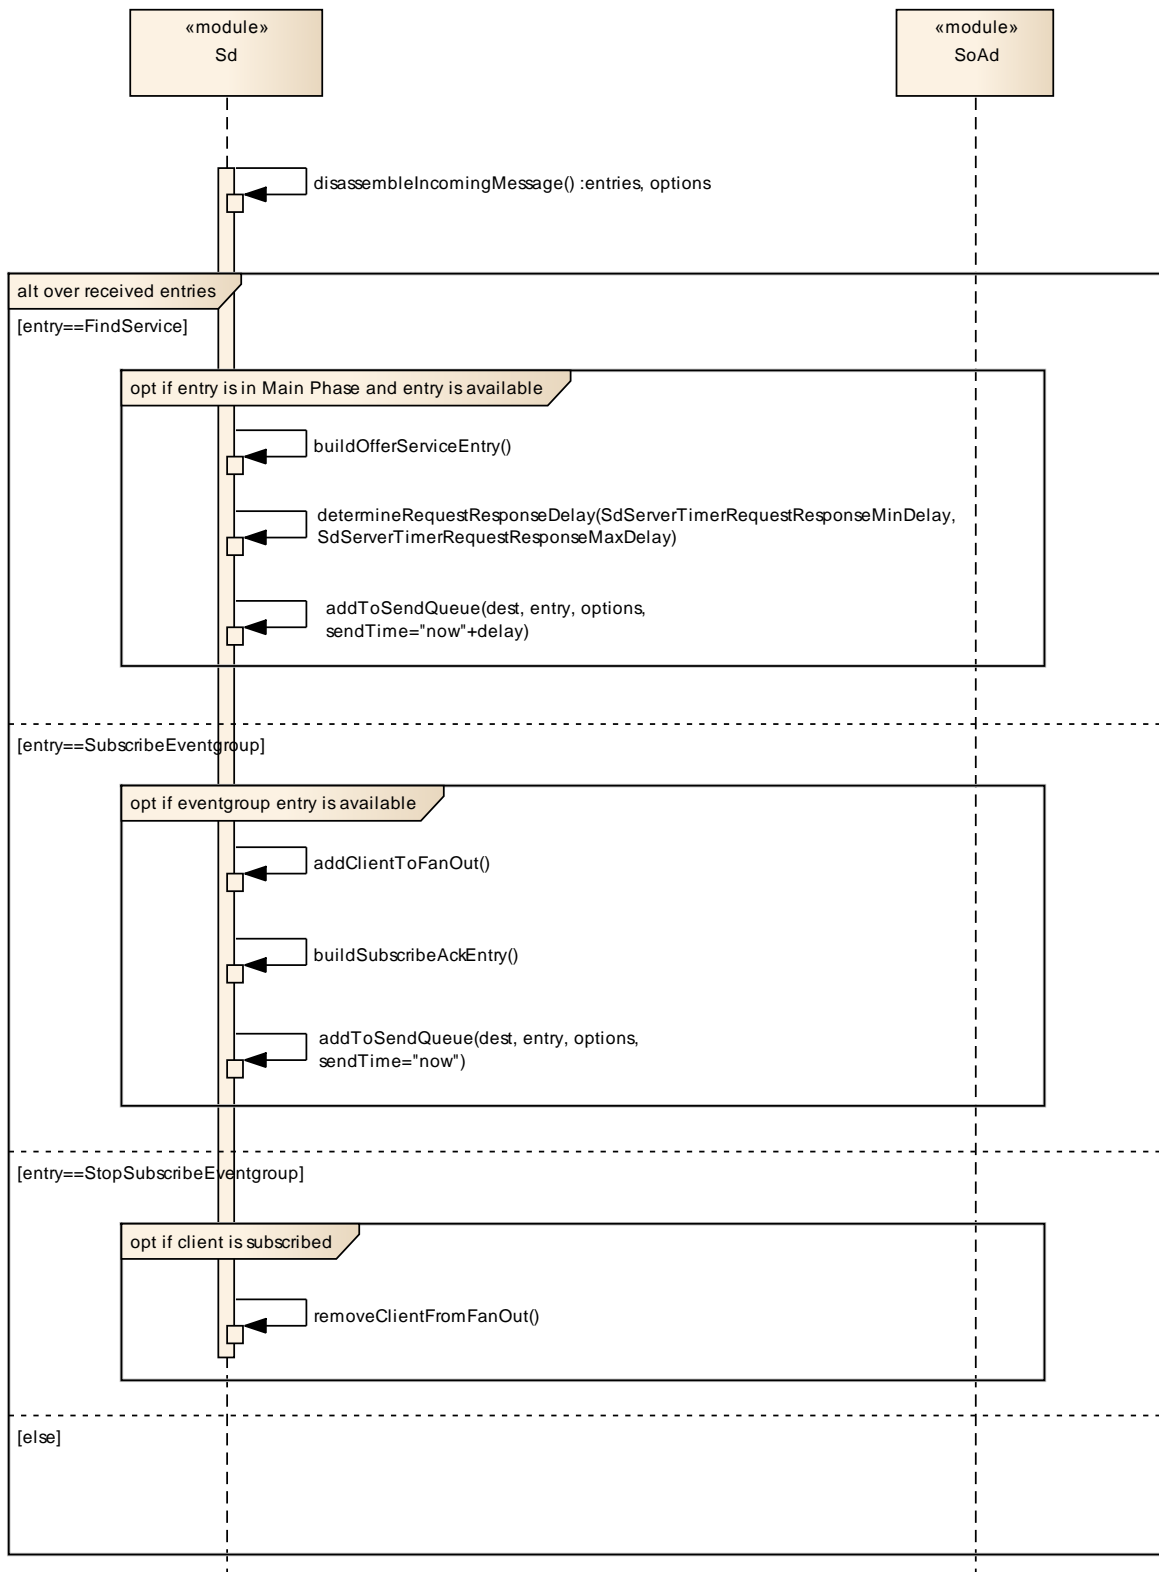 «module»
Sd
«module»
SoAd
disassembleIncomingMessage() :entries, options
alt over received entries
[entry==FindService]
opt if entry is in Main Phase and entry is available
buildOfferServiceEntry()
determineRequestResponseDelay(SdServerTimerRequestResponseMinDelay,
SdServerTimerRequestResponseMaxDelay)
addToSendQueue(dest, entry, options,
sendTime="now"+delay)
[entry==SubscribeEventgroup]
opt if eventgroup entry is available
addClientToFanOut()
buildSubscribeAckEntry()
addToSendQueue(dest, entry, options,
sendTime="now")
[entry==StopSubscribeEventgroup]
opt if client is subscribed
removeClientFromFanOut()
[else]